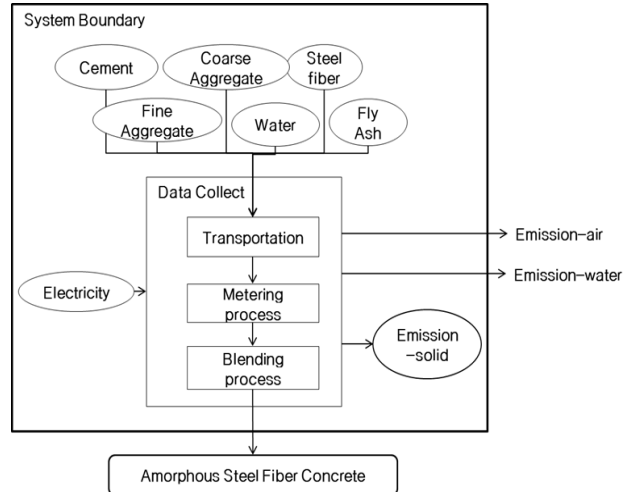 System Boundary
Cement
Coarse
Aggregate
Steel
fiber
Fine
Aggregate
Water
Fly
Ash
Data Collect
Transportation
Emission-air
Emission-water
Electricity
Metering
process
Emission
-solid
Blending
process
Amorphous Steel Fiber Concrete